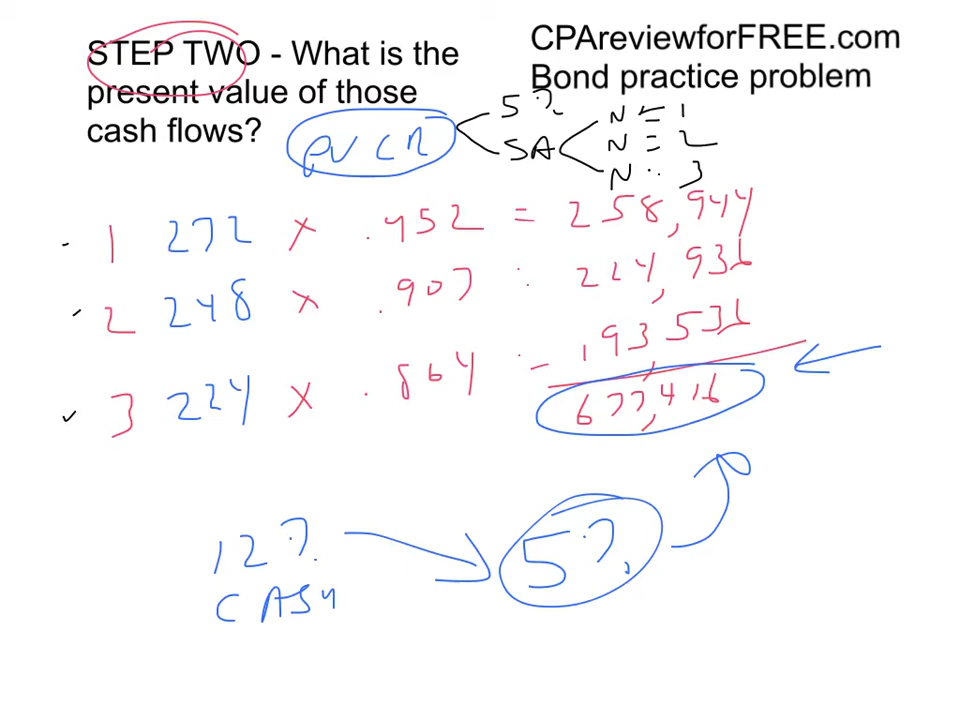 STEP TWO - What is the
present value of those
cash flows?
CPAreviewforFREE.com
Bond practice problem
PV CR
5%
SA
N = 1
N = 2
N : 3
1 272 x .952 = 258,944
2 248 x .907 : 224,936
3 224 x .864 = 193,536
677,416
12% 5%
CASH